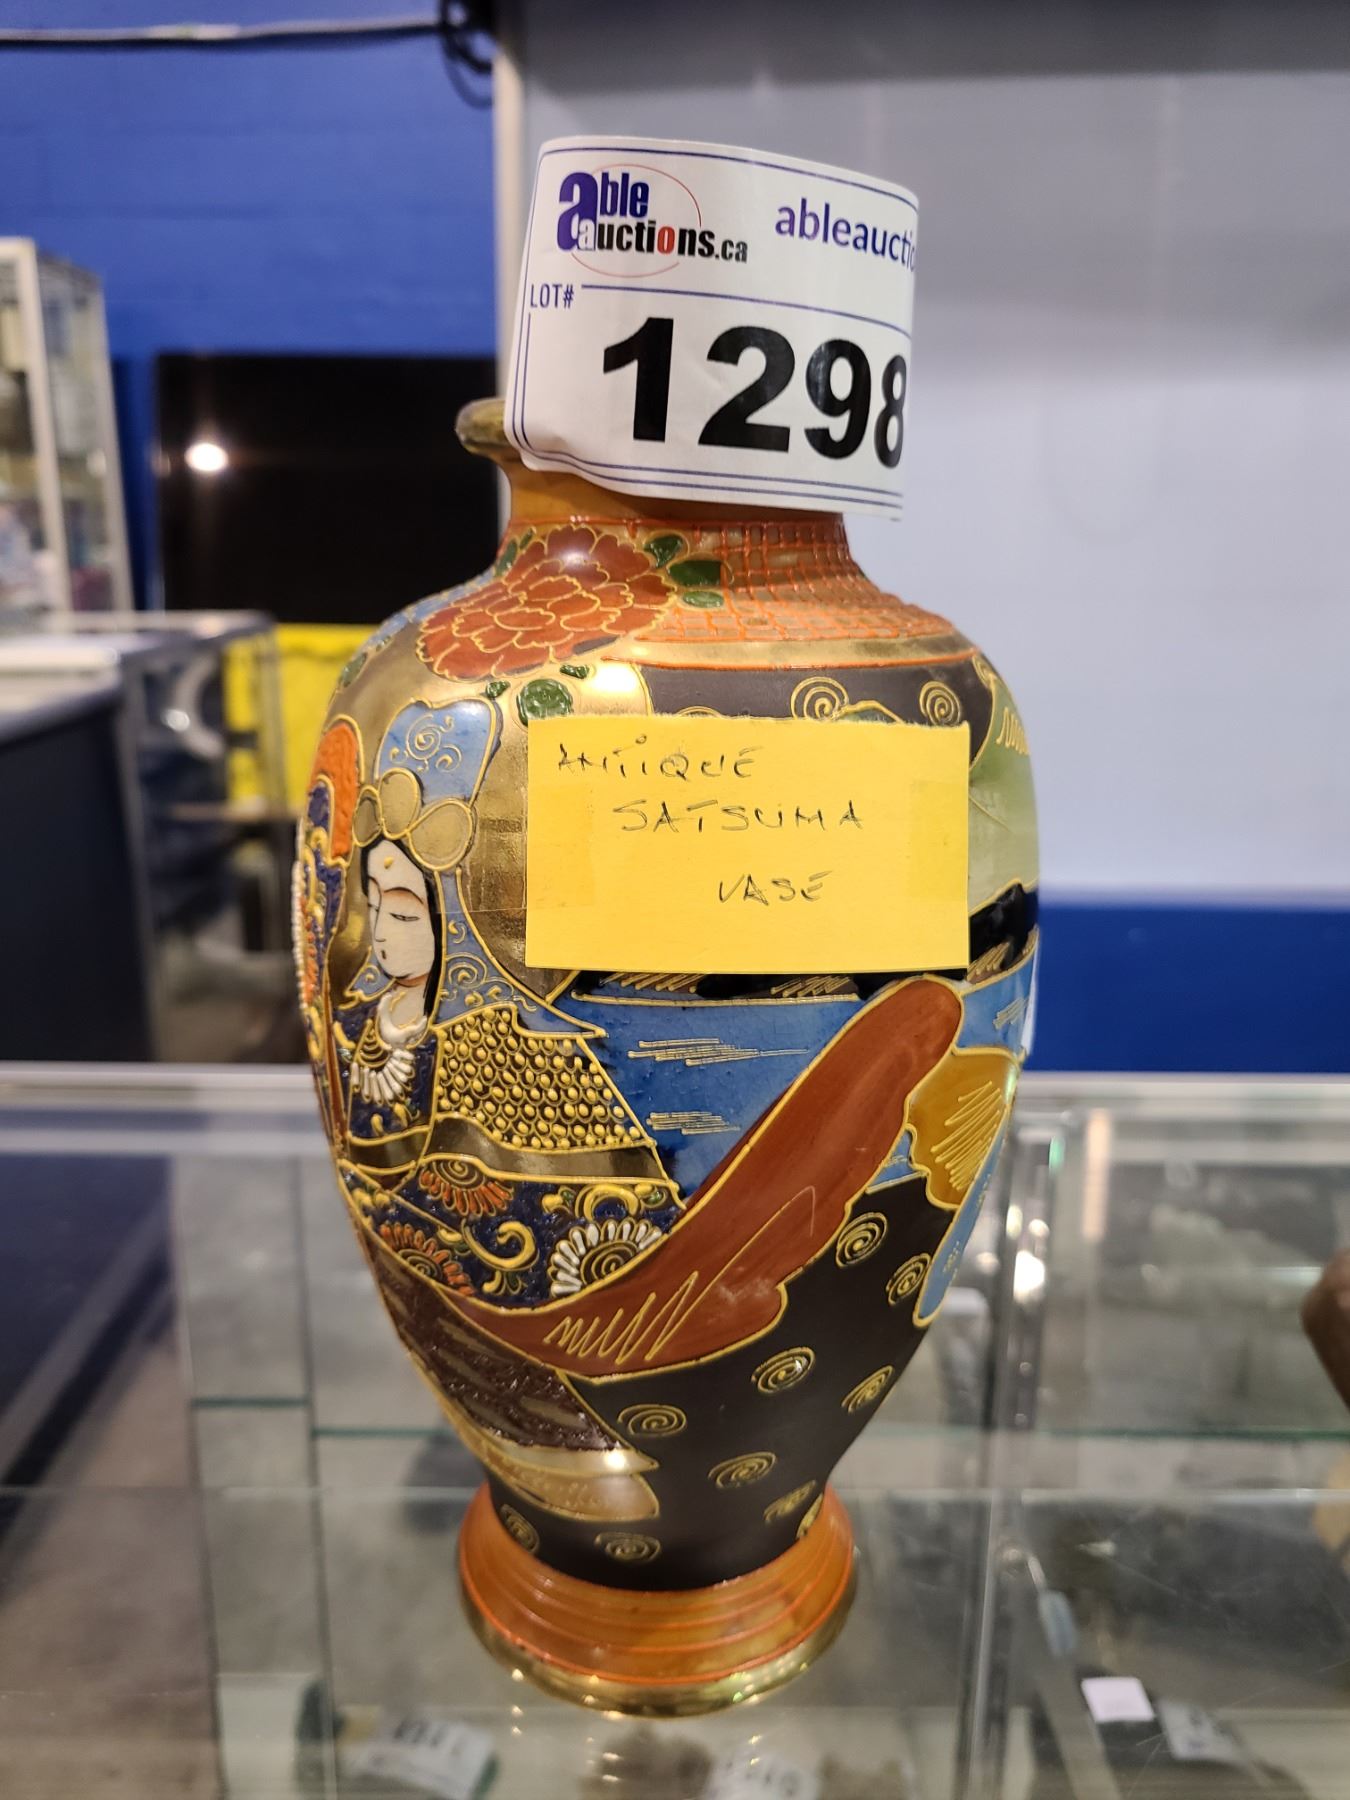 able
auctions.ca
ableauctio
LOT#
1298
ANTIQUE
SATSUMA
VASE